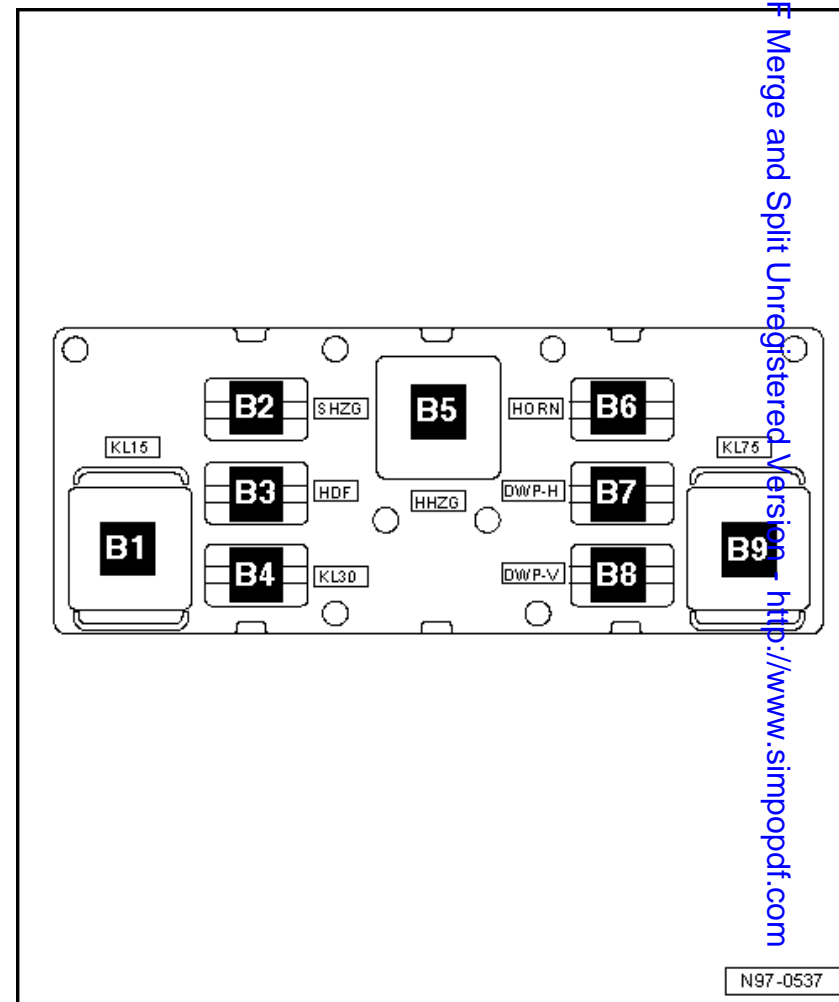 F Merge and Split Unregistered Version - http://www.simpopdf.com
B2 SHZG
B5
HORN B6
KL15
KL75
B3 HDF
HHZG
DWP-H B7
B1
B9
B4 KL30
DWP-V B8
N97-0537